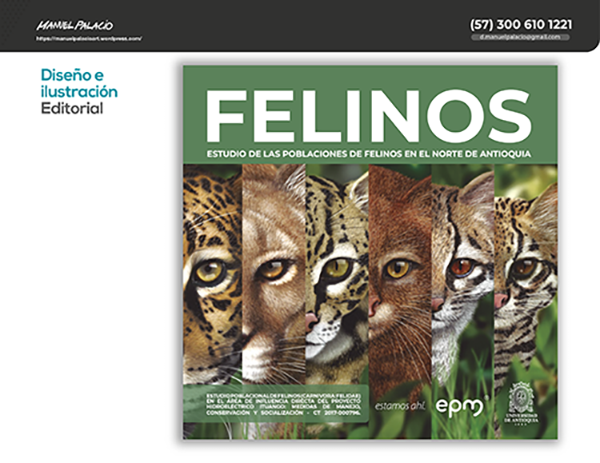 MANUEL PALACIO
https://manuelpalacioart.wordpress.com/
(57) 300 610 1221
d.manuelpalacio@gmail.com
Diseño e
ilustración
Editorial
FELINOS
ESTUDIO DE LAS POBLACIONES DE FELINOS EN EL NORTE DE ANTIOQUIA
ESTUDIO POBLACIONAL DE FELINOS (CARNIVORA FELIDAE)
EN EL ÁREA DE INFLUENCIA DIRECTA DEL PROYECTO
HIDROELÉCTRICO ITUANGO: MEDIDAS DE MANEJO,
CONSERVACIÓN Y SOCIALIZACIÓN - CT 2017-000796.
estamos ahí.
epm
UNIVERSIDAD
DE ANTIOQUIA
1803